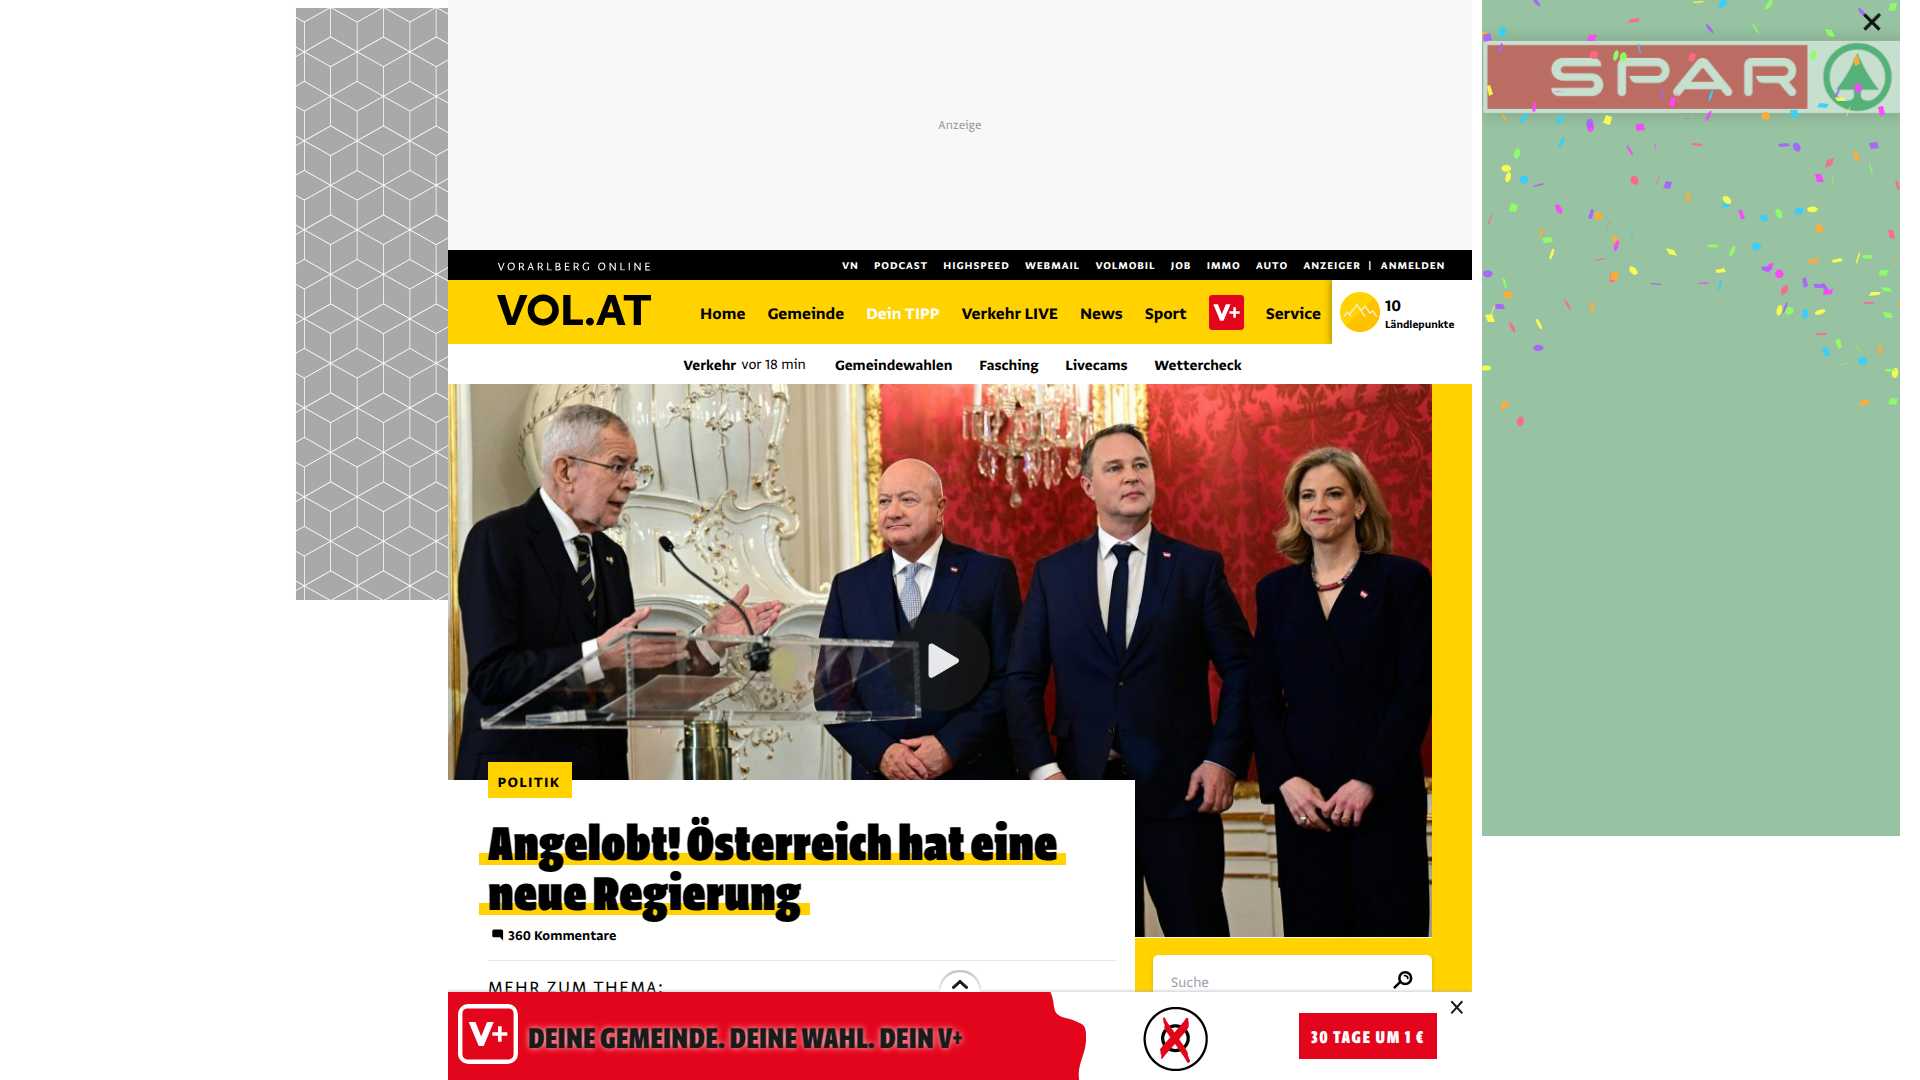 Anzeige
SPAR
VORARLBERG ONLINE
VN PODCAST HIGHSPEED WEBMAIL VOLMOBIL JOB IMMO AUTO ANZEIGER | ANMELDEN
VOL.AT
Home Gemeinde Dein TIPP Verkehr LIVE News Sport V+ Service
10
Ländlepunkte
Verkehr vor 18 min Gemeindewahlen Fasching Livecams Wettercheck
POLITIK
Angelobt! Österreich hat eine
neue Regierung
360 Kommentare
MEHR ZUM THEMA:
Suche
V+ DEINE GEMEINDE. DEINE WAHL. DEIN V+
30 TAGE UM 1 €